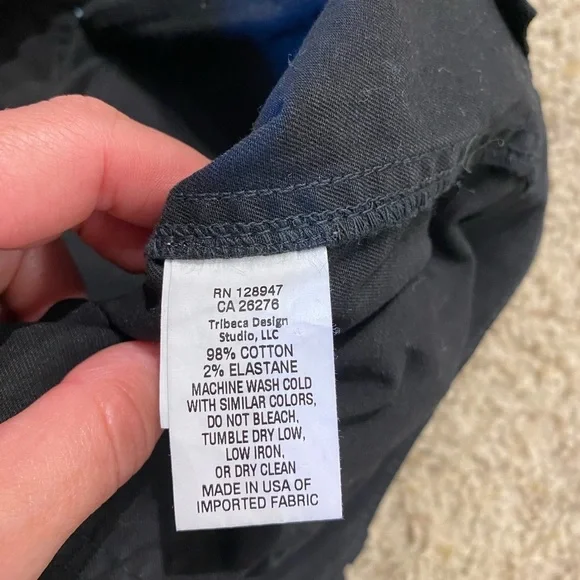 RN 128947
CA 26276
Tribeca Design
Studio, LLC
98% COTTON
2% ELASTANE
MACHINE WASH COLD
WITH SIMILAR COLORS,
DO NOT BLEACH,
TUMBLE DRY LOW,
LOW IRON,
OR DRY CLEAN
MADE IN USA OF
IMPORTED FABRIC